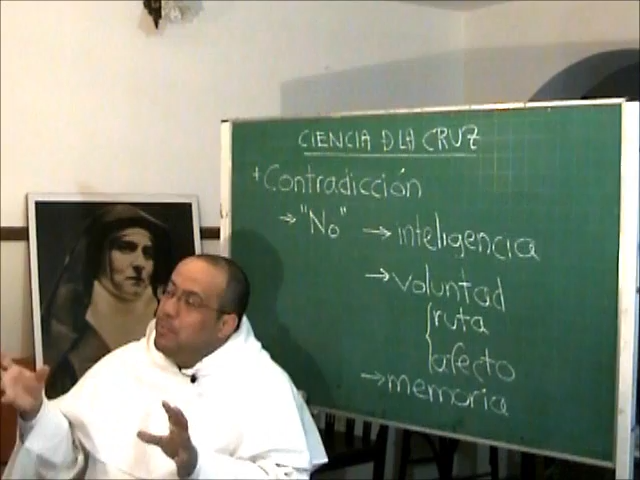 CIENCIA D LA CRUZ
+ Contradicción
→ "No" → inteligencia
→ voluntad
{ ruta
afecto
→ memoria